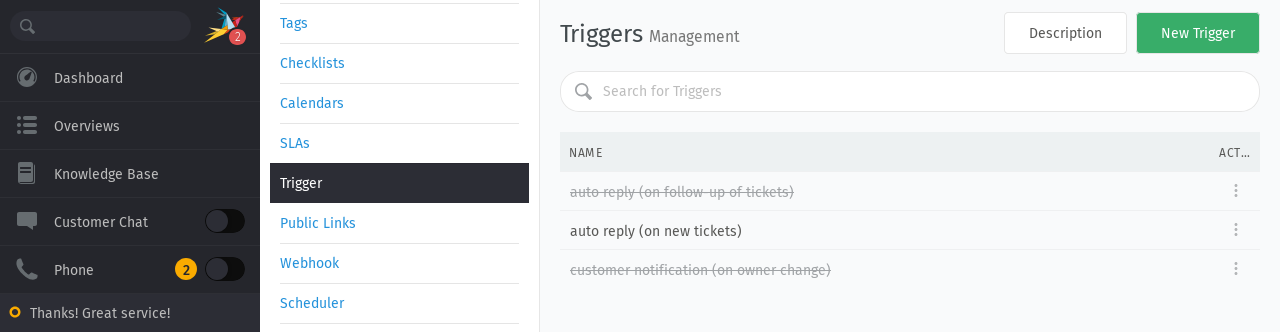 2
Dashboard
Overviews
Knowledge Base
Customer Chat
Phone 2
Thanks! Great service!
Tags
Checklists
Calendars
SLAs
Trigger
Public Links
Webhook
Scheduler
Triggers Management
Description
New Trigger
Search for Triggers
NAME ACT...
auto reply (on follow-up of tickets)
auto reply (on new tickets)
customer notification (on owner change)